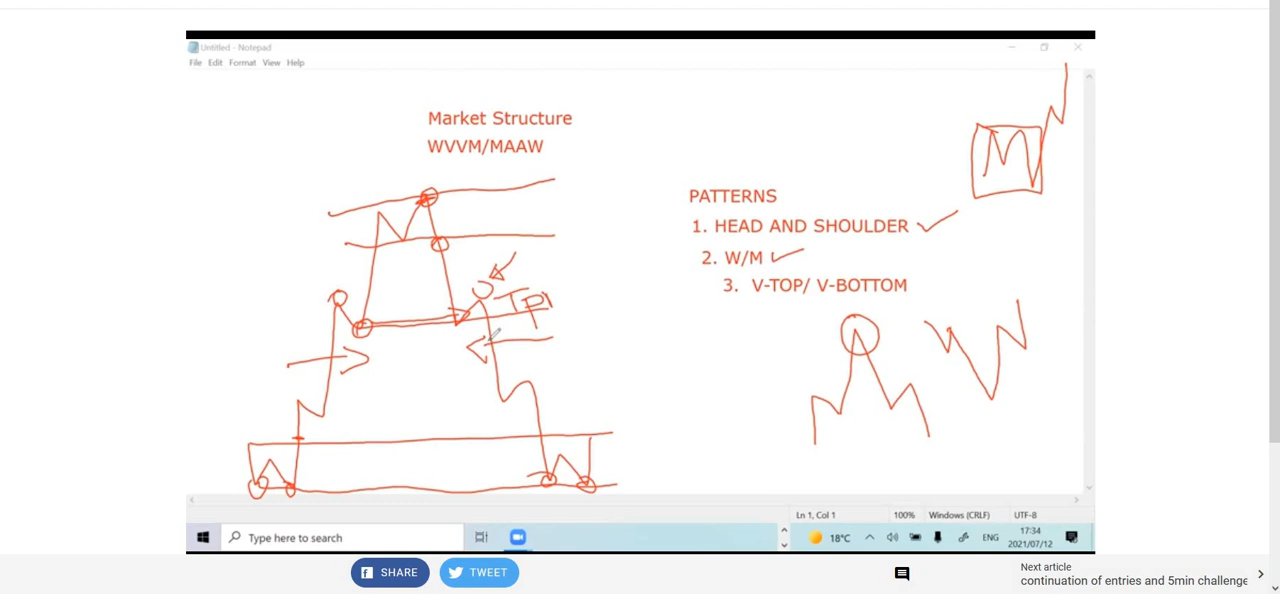 Untitled - Notepad
File Edit Format View Help
Market Structure
WVVM/MAAW
TP1
PATTERNS
1. HEAD AND SHOULDER
2. W/M
3. V-TOP/ V-BOTTOM
Ln 1, Col 1 100% Windows (CRLF) UTF-8
Type here to search
18°C ENG 17:34
2021/07/12
SHARE TWEET
Next article
continuation of entries and 5min challenge